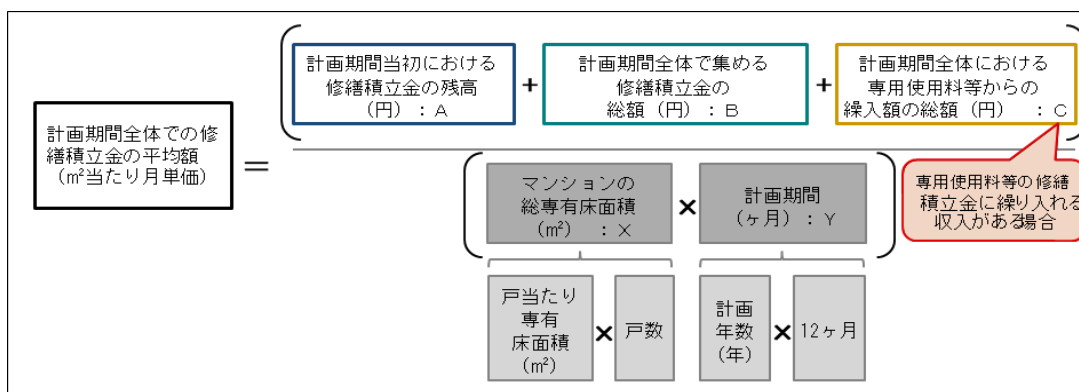 計画期間全体での修
繕積立金の平均額
（㎡当たり月単価）
＝
計画期間当初における
修繕積立金の残高
（円）：A
＋
計画期間全体で集める
修繕積立金の
総額（円）：B
＋
計画期間全体における
専用使用料等からの
繰入額の総額（円）：C
専用使用料等の修繕
積立金に繰り入れる
収入がある場合
マンションの
総専有床面積
（㎡）：X
×
計画期間
（ヶ月）：Y
戸当たり
専有
床面積
（㎡）
×
戸数
計画
年数
（年）
×
12ヶ月